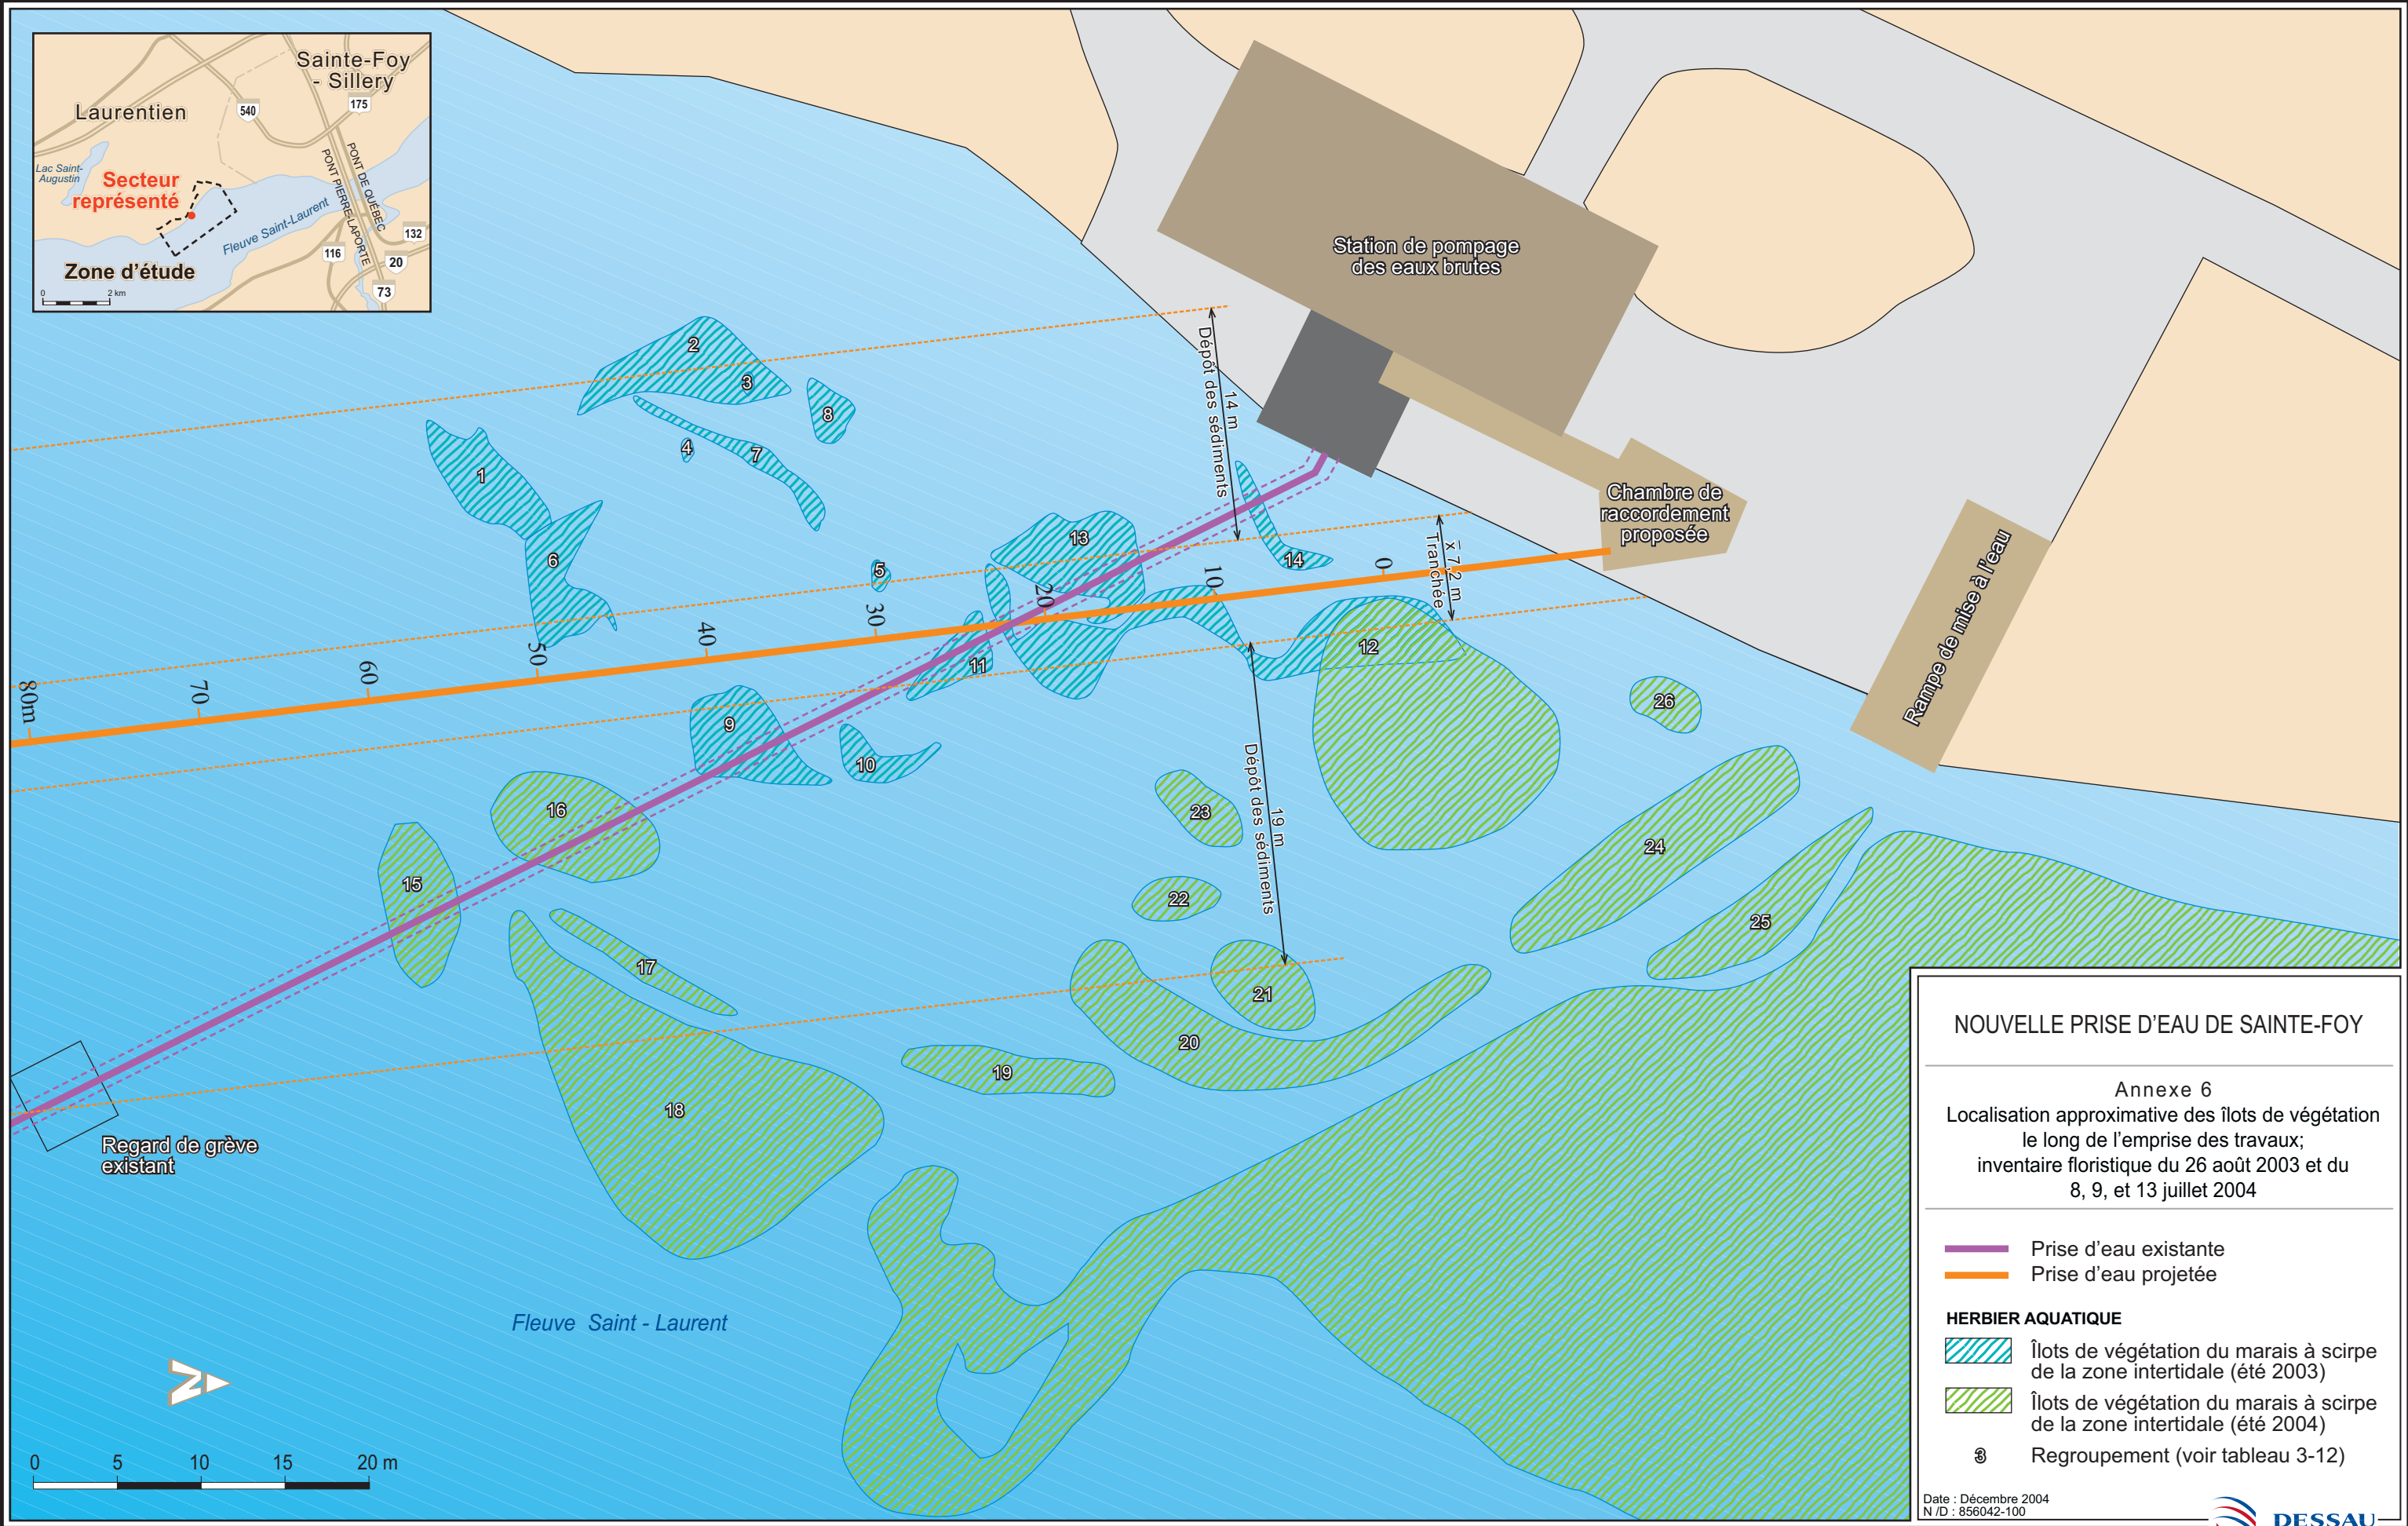 Sainte-Foy
- Sillery
Laurentien
540
175
Lac Saint-
Augustin
Secteur
représenté
PONT DE QUÉBEC
PONT PIERRE-LAPORTE
Fleuve Saint-Laurent
132
116
20
73
Zone d'étude
0 2 km
Station de pompage
des eaux brutes
14 m
Dépôt des sédiments
Chambre de
raccordement
proposée
Rampe de mise à l'eau
x 7,2 m
Tranchée
19 m
Dépôt des sédiments
2
3
8
4
7
1
6
5
13
14
12
11
9
10
16
15
17
18
19
20
21
22
23
24
25
26
0
10
20
30
40
50
60
70
80m
Regard de grève
existant
Fleuve Saint - Laurent
N
0 5 10 15 20 m
NOUVELLE PRISE D'EAU DE SAINTE-FOY
Annexe 6
Localisation approximative des îlots de végétation
le long de l'emprise des travaux;
inventaire floristique du 26 août 2003 et du
8, 9, et 13 juillet 2004
Prise d'eau existante
Prise d'eau projetée
HERBIER AQUATIQUE
Îlots de végétation du marais à scirpe
de la zone intertidale (été 2003)
Îlots de végétation du marais à scirpe
de la zone intertidale (été 2004)
3 Regroupement (voir tableau 3-12)
Date : Décembre 2004
N /D : 856042-100
DESSAU